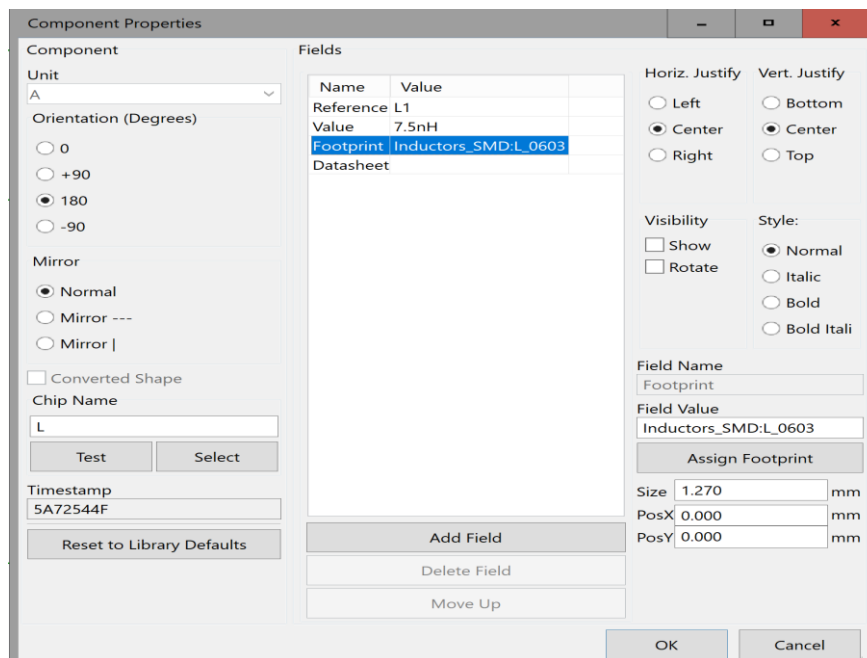 Component Properties
Component
Unit
A
Orientation (Degrees)
0
+90
180
-90
Mirror
Normal
Mirror ---
Mirror |
Converted Shape
Chip Name
L
Test Select
Timestamp
5A72544F
Reset to Library Defaults
Fields
Name Value
Reference L1
Value 7.5nH
Footprint Inductors_SMD:L_0603
Datasheet
Add Field
Delete Field
Move Up
Horiz. Justify Vert. Justify
Left Bottom
Center Center
Right Top
Visibility Style:
Show Normal
Rotate Italic
Bold
Bold Itali
Field Name
Footprint
Field Value
Inductors_SMD:L_0603
Assign Footprint
Size 1.270 mm
PosX 0.000 mm
PosY 0.000 mm
OK Cancel